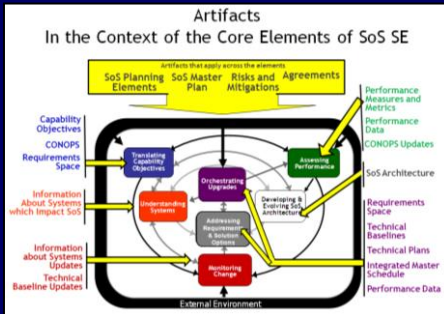 Artifacts
In the Context of the Core Elements of SoS SE
Artifacts that apply across the elements
SoS Planning Elements
SoS Master Plan
Risks and Mitigations
Agreements
Capability
Objectives
CONOPS
Requirements
Space
Information
About Systems
which Impact SoS
Information
about Systems
Updates
Technical
Baseline Updates
Translating
Capability
Objectives
Orchestrating
Upgrades
Assessing
Performance
Understanding
Systems
Developing &
Evolving SoS
Architecture
Addressing
Requirements
& Solution
Options
Monitoring
Change
External Environment
Performance
Measures and
Metrics
Performance
Data
CONOPS Updates
SoS Architecture
Requirements
Space
Technical
Baselines
Technical Plans
Integrated Master
Schedule
Performance Data